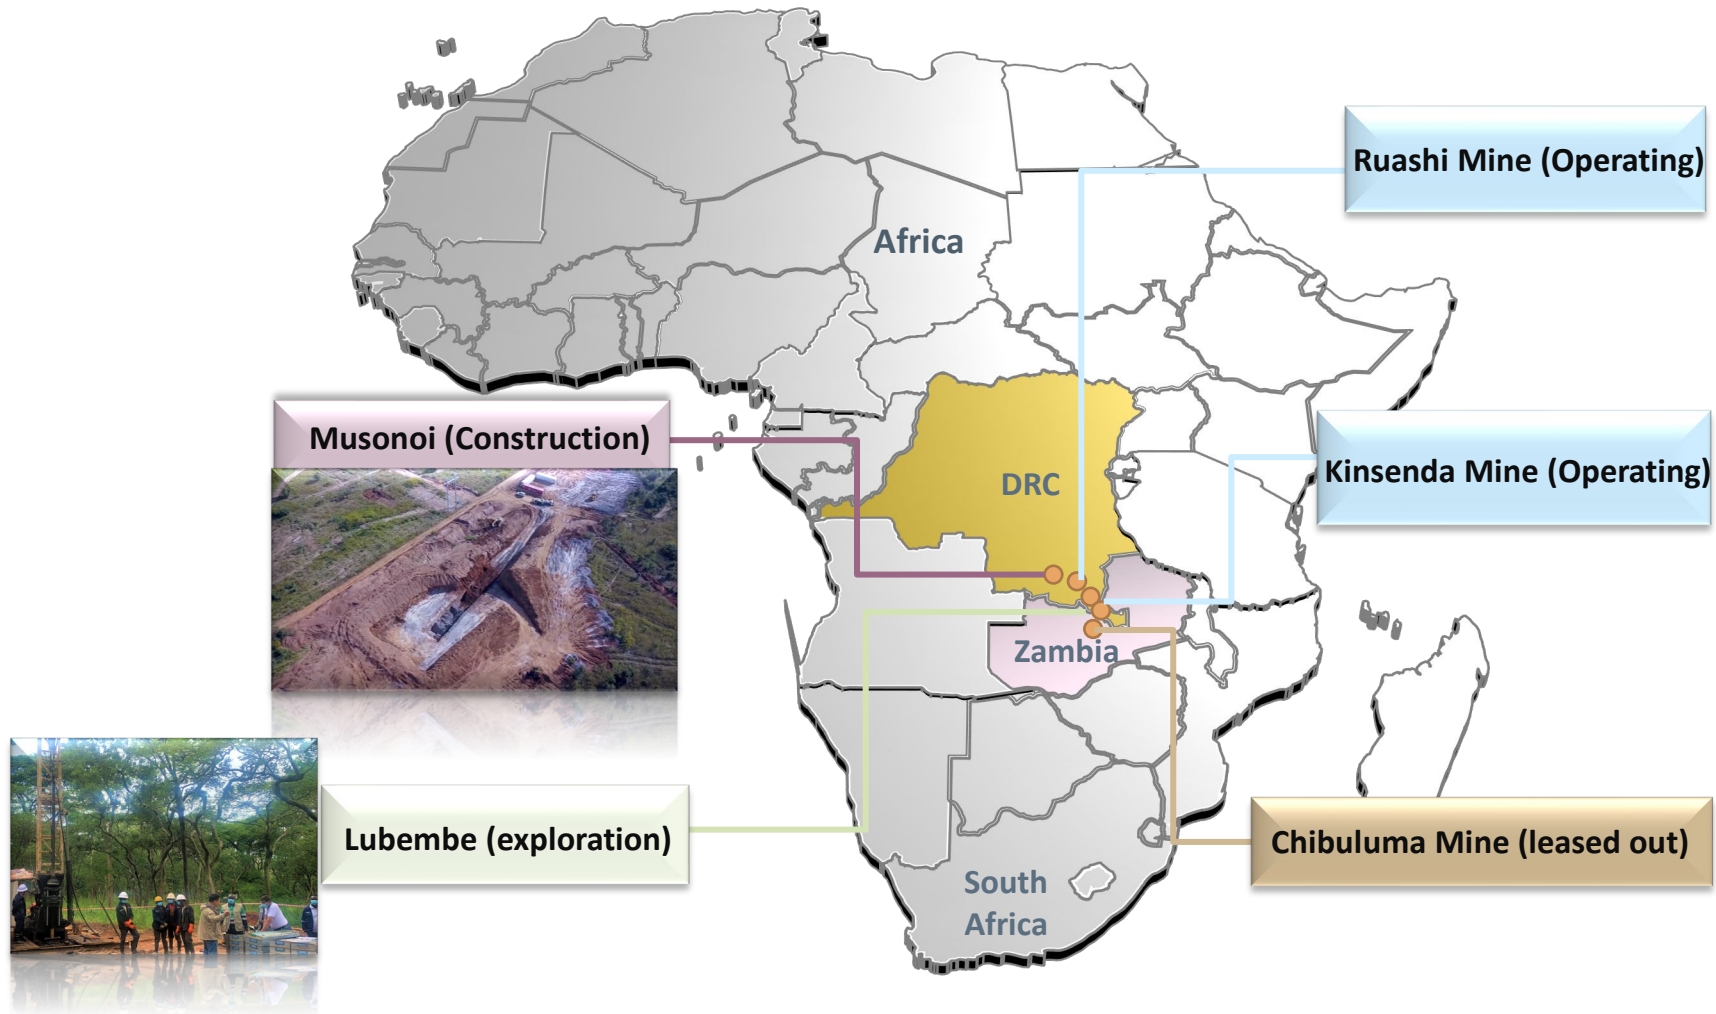 Ruashi Mine (Operating)
Africa
Musonoi (Construction)
Kinsenda Mine (Operating)
DRC
Zambia
Lubembe (exploration)
Chibuluma Mine (leased out)
South
Africa